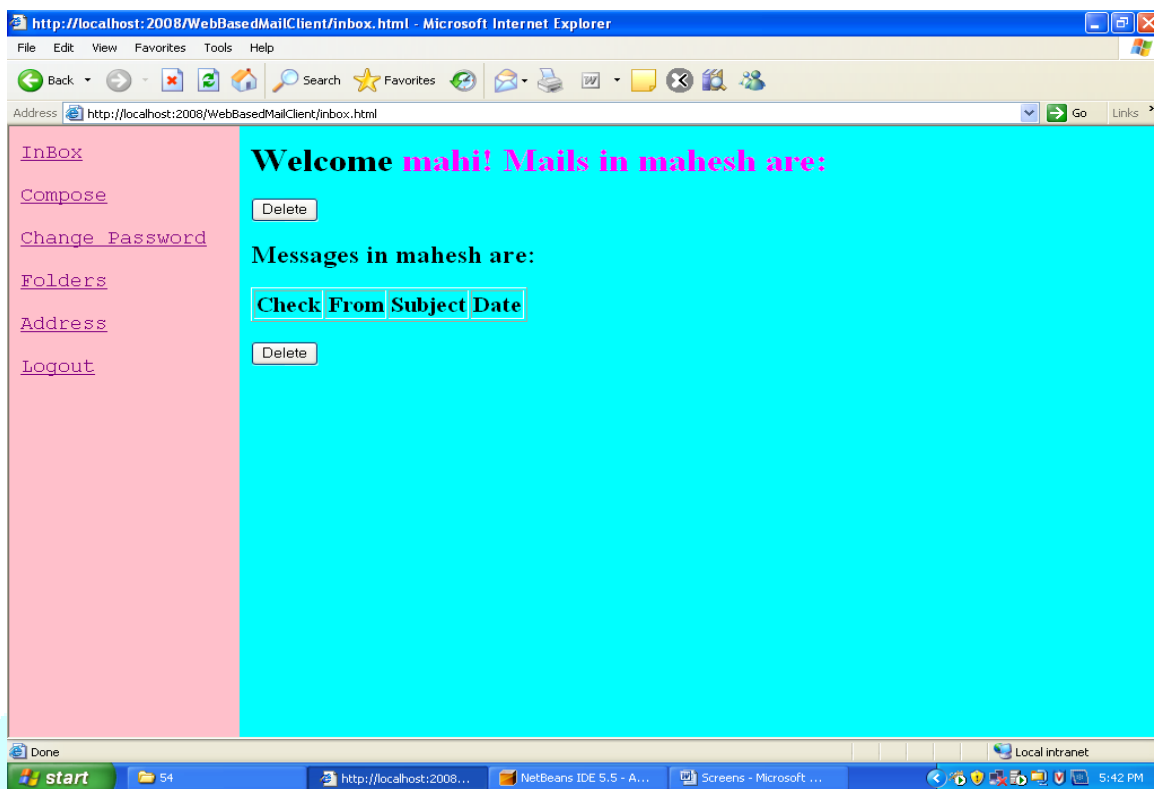 http://localhost:2008/WebBasedMailClient/inbox.html - Microsoft Internet Explorer
File Edit View Favorites Tools Help
Back Search Favorites
Address http://localhost:2008/WebBasedMailClient/inbox.html Go Links
InBox
Compose
Change Password
Folders
Address
Logout
Welcome mahi! Mails in mahesh are:
Delete
Messages in mahesh are:
Check From Subject Date
Delete
Done Local intranet
start 54 http://localhost:2008... NetBeans IDE 5.5 - A... Screens - Microsoft ... 5:42 PM